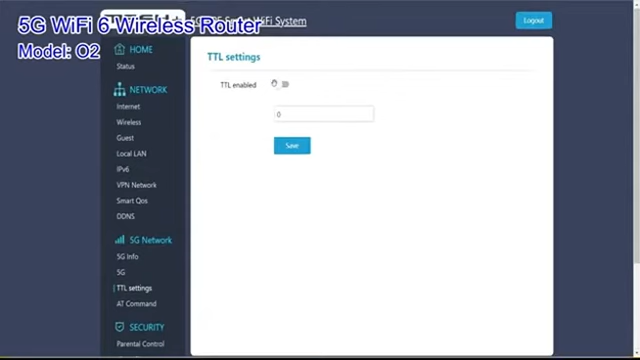 5G WiFi 6 Wireless Router
Model: O2
WiFi System
Logout
HOME
Status
NETWORK
Internet
Wireless
Guest
Local LAN
IPv6
VPN Network
Smart Qos
DDNS
5G Network
5G Info
5G
TTL settings
AT Command
SECURITY
Parental Control
TTL settings
TTL enabled
0
Save